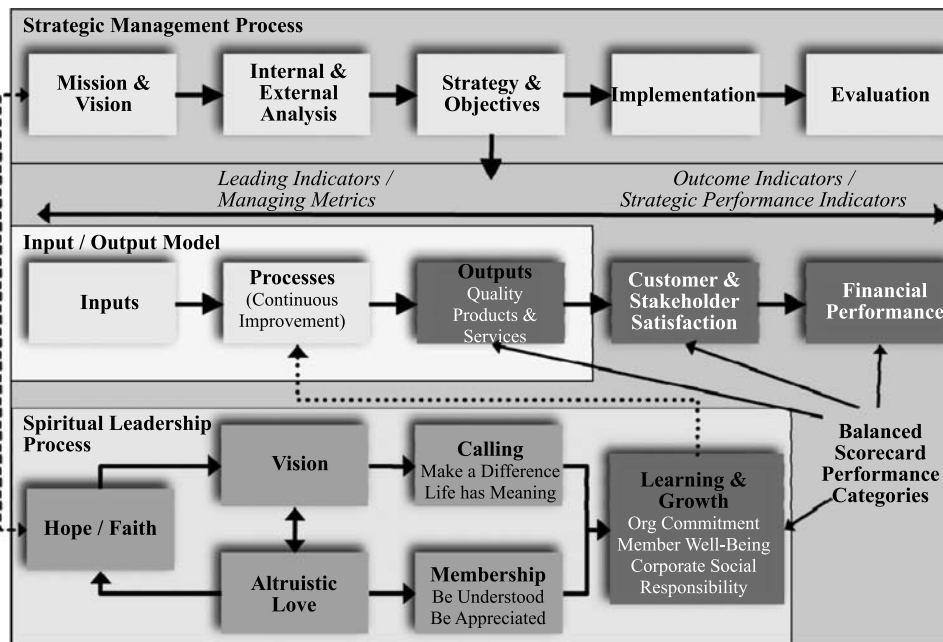 Strategic Management Process
Mission &
Vision
Internal &
External
Analysis
Strategy &
Objectives
Implementation
Evaluation
Leading Indicators /
Managing Metrics
Outcome Indicators /
Strategic Performance Indicators
Input / Output Model
Inputs
Processes
(Continuous
Improvement)
Outputs
Quality
Products &
Services
Customer &
Stakeholder
Satisfaction
Financial
Performance
Spiritual Leadership
Process
Hope / Faith
Vision
Altruistic
Love
Calling
Make a Difference
Life has Meaning
Membership
Be Understood
Be Appreciated
Learning &
Growth
Org Commitment
Member Well-Being
Corporate Social
Responsibility
Balanced
Scorecard
Performance
Categories